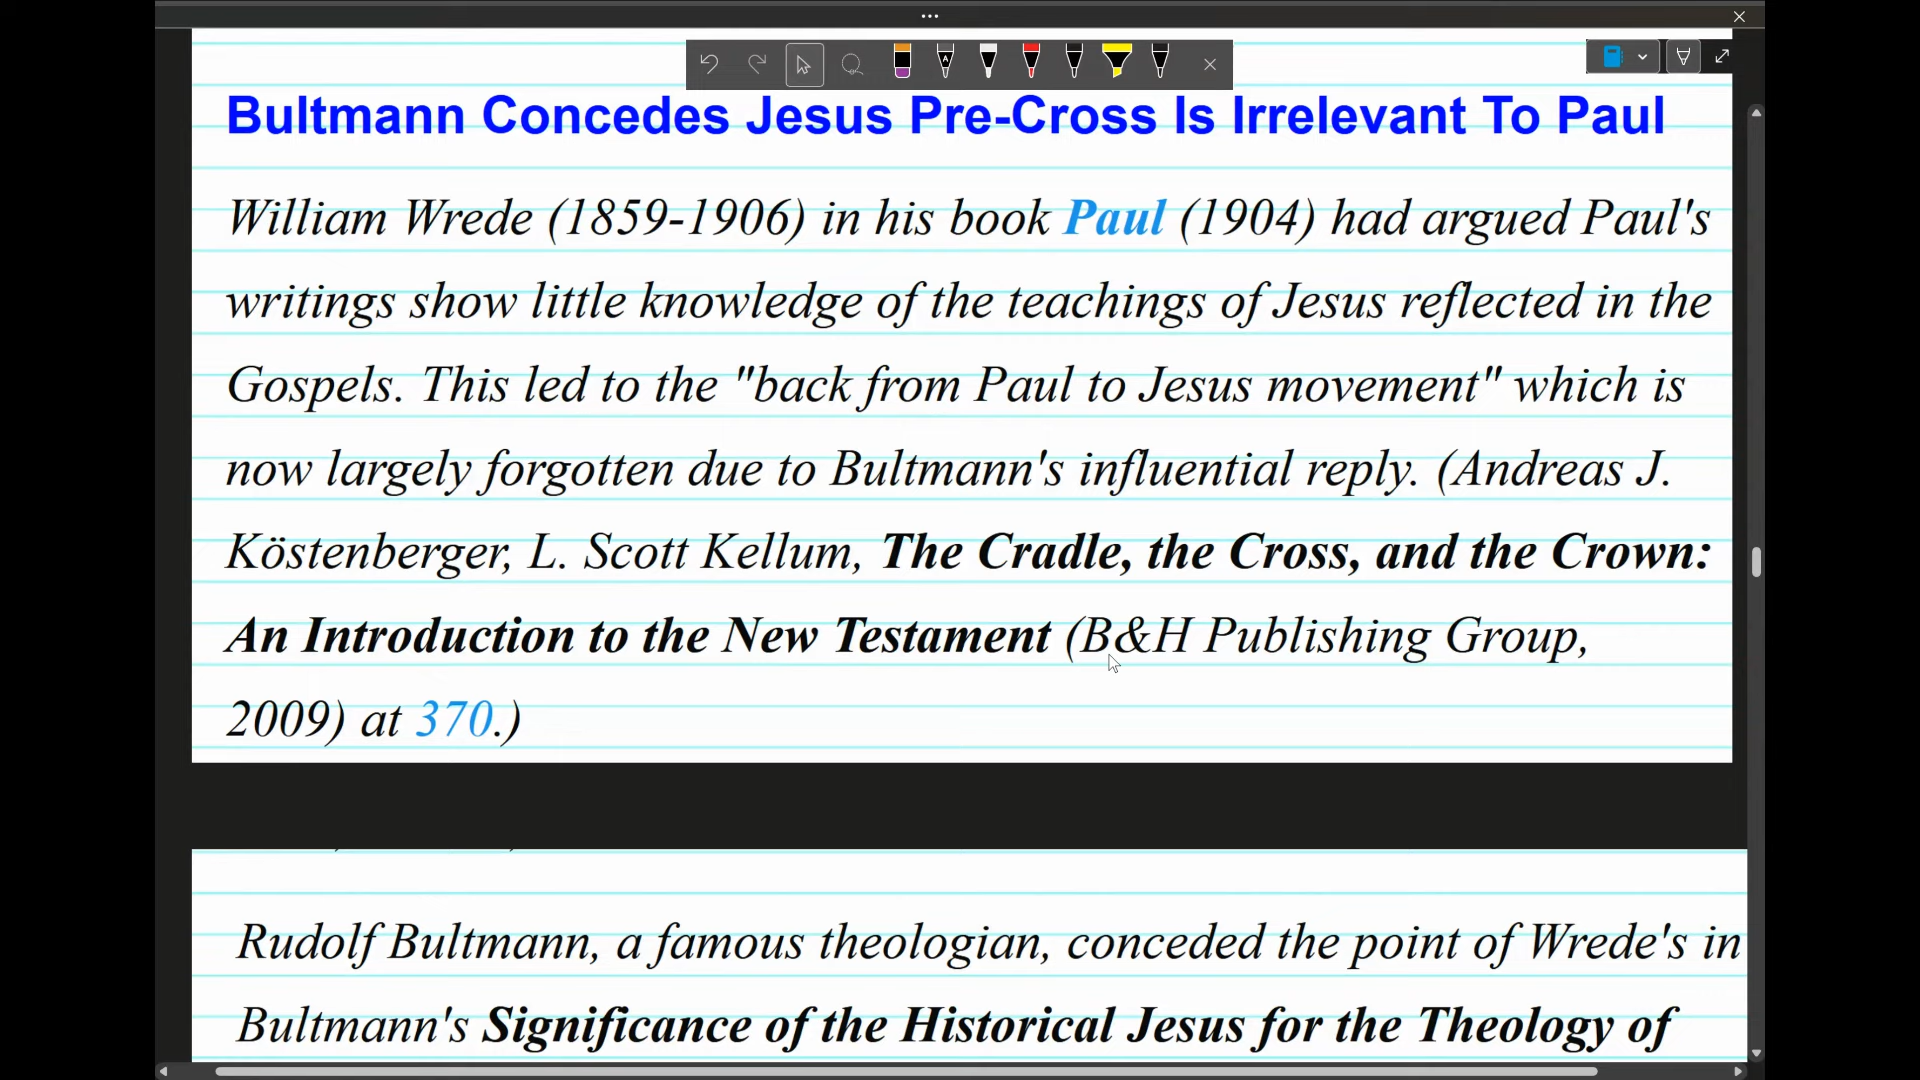 Bultmann Concedes Jesus Pre-Cross Is Irrelevant To Paul
William Wrede (1859-1906) in his book Paul (1904) had argued Paul's
writings show little knowledge of the teachings of Jesus reflected in the
Gospels. This led to the "back from Paul to Jesus movement" which is
now largely forgotten due to Bultmann's influential reply. (Andreas J.
Köstenberger, L. Scott Kellum, The Cradle, the Cross, and the Crown:
An Introduction to the New Testament (B&H Publishing Group,
2009) at 370.)
Rudolf Bultmann, a famous theologian, conceded the point of Wrede's in
Bultmann's Significance of the Historical Jesus for the Theology of